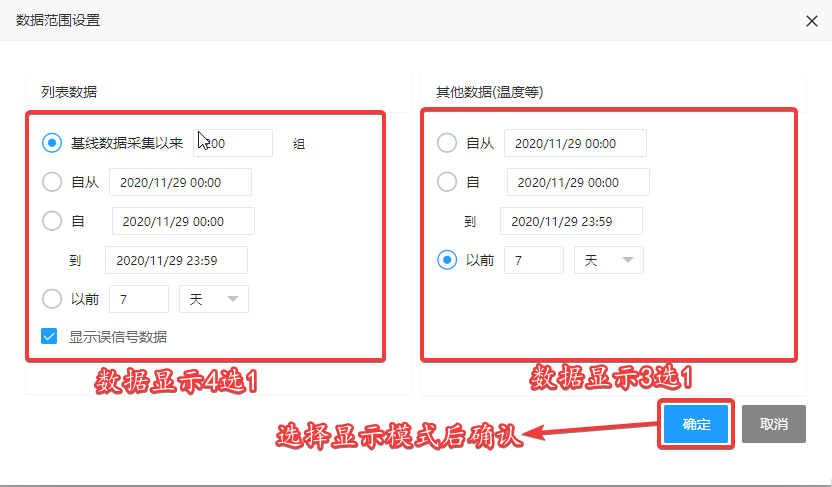 数据范围设置
列表数据
基线数据采集以来 200 组
自从 2020/11/29 00:00
自 2020/11/29 00:00
到 2020/11/29 23:59
以前 7 天
显示误信号数据
数据显示4选1
其他数据(温度等)
自从 2020/11/29 00:00
自 2020/11/29 00:00
到 2020/11/29 23:59
以前 7 天
数据显示3选1
选择显示模式后确认
确定
取消